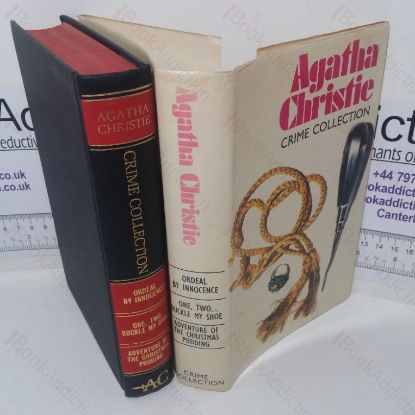 AGATHA
CHRISTIE
CRIME COLLECTION
ORDEAL
BY INNOCENCE
ONE, TWO,
BUCKLE MY SHOE
ADVENTURE OF
THE CHRISTMAS
PUDDING
AC
Agatha Christie
ORDEAL
BY INNOCENCE
ONE, TWO,
BUCKLE MY SHOE
ADVENTURE OF
THE CHRISTMAS
PUDDING
CRIME
COLLECTION
Agatha
Christie
CRIME COLLECTION
+44 797